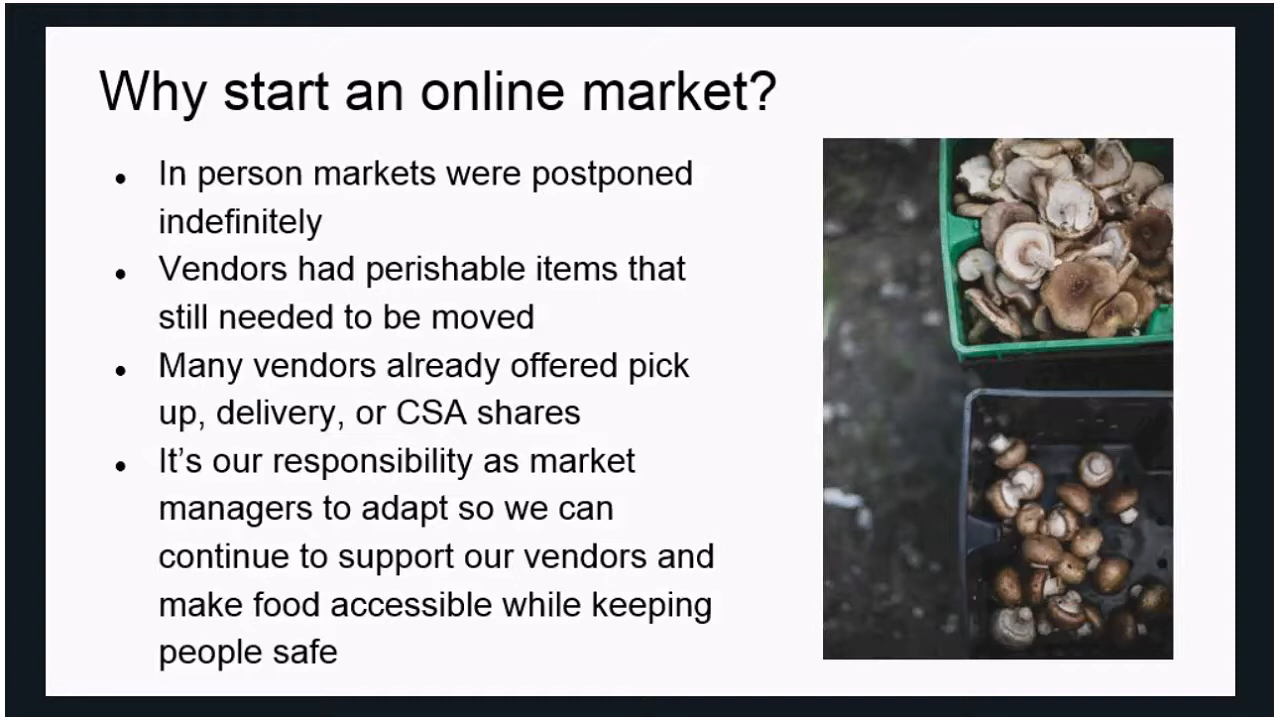 Why start an online market?
● In person markets were postponed
indefinitely
● Vendors had perishable items that
still needed to be moved
● Many vendors already offered pick
up, delivery, or CSA shares
● It’s our responsibility as market
managers to adapt so we can
continue to support our vendors and
make food accessible while keeping
people safe